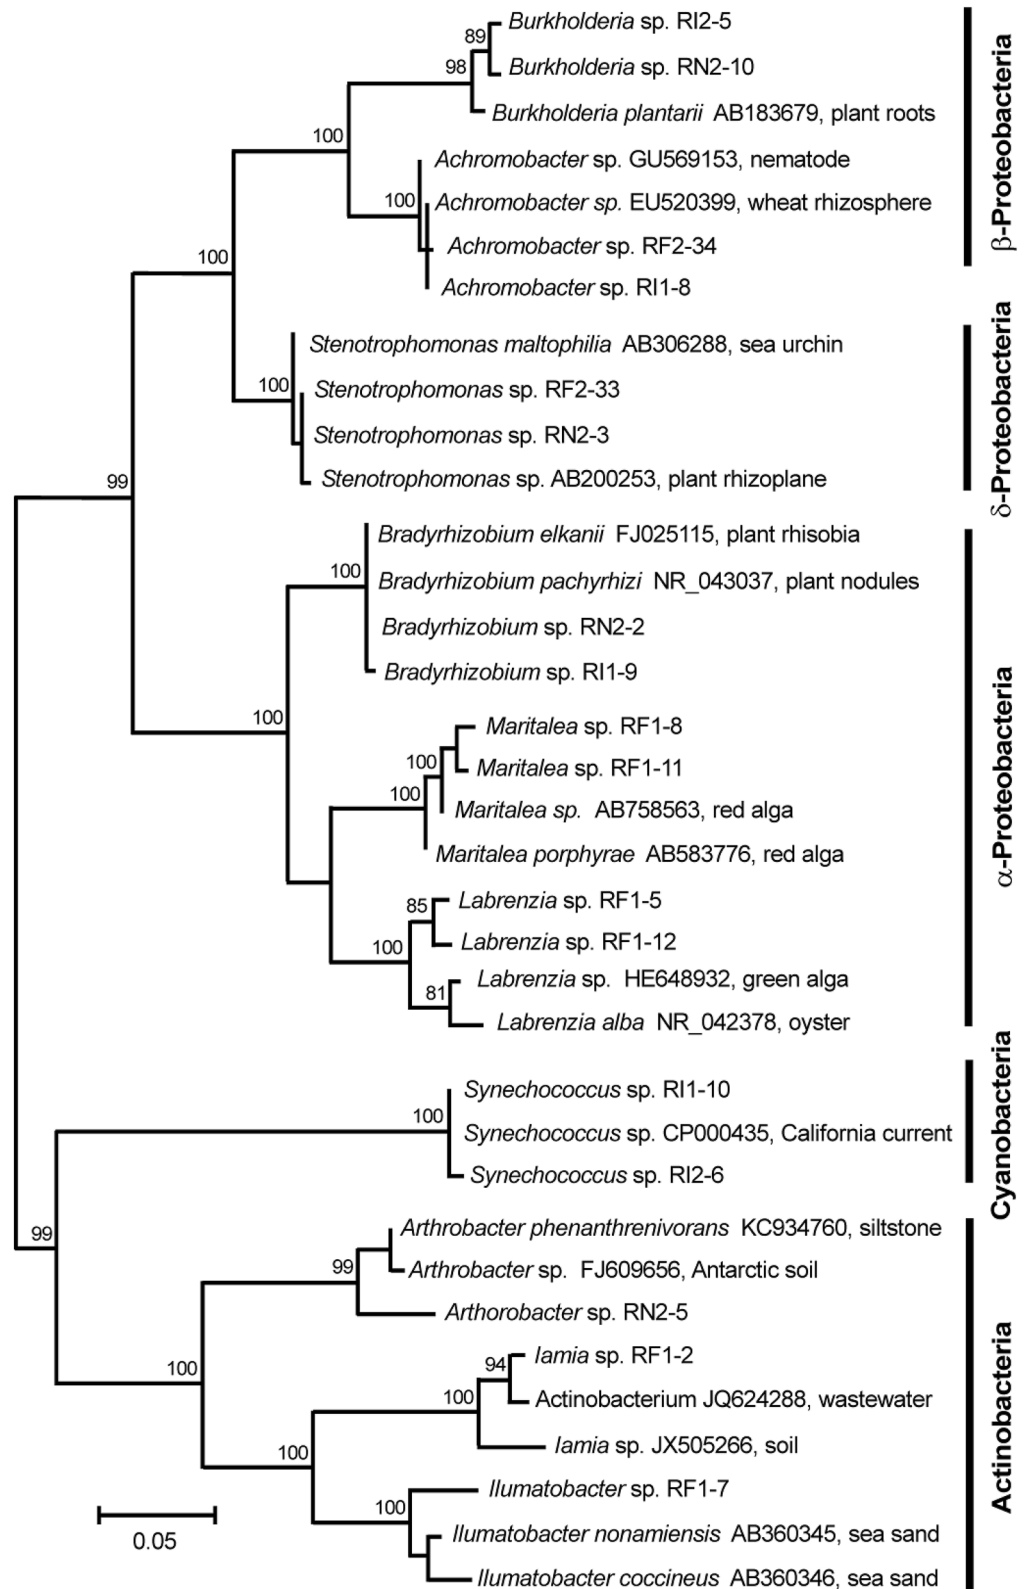 Burkholderia sp. RI2-5
89
Burkholderia sp. RN2-10
98
Burkholderia plantarii AB183679, plant roots
100
Achromobacter sp. GU569153, nematode
100
Achromobacter sp. EU520399, wheat rhizosphere
Achromobacter sp. RF2-34
100
Achromobacter sp. RI1-8
β-Proteobacteria
Stenotrophomonas maltophilia AB306288, sea urchin
100
Stenotrophomonas sp. RF2-33
Stenotrophomonas sp. RN2-3
Stenotrophomonas sp. AB200253, plant rhizoplane
δ-Proteobacteria
99
Bradyrhizobium elkanii FJ025115, plant rhisobia
100
Bradyrhizobium pachyrhizi NR_043037, plant nodules
Bradyrhizobium sp. RN2-2
Bradyrhizobium sp. RI1-9
100
Maritalea sp. RF1-8
100
Maritalea sp. RF1-11
100
Maritalea sp. AB758563, red alga
Maritalea porphyrae AB583776, red alga
85
Labrenzia sp. RF1-5
100
Labrenzia sp. RF1-12
Labrenzia sp. HE648932, green alga
81
Labrenzia alba NR_042378, oyster
α-Proteobacteria
Synechococcus sp. RI1-10
100
Synechococcus sp. CP000435, California current
Synechococcus sp. RI2-6
Cyanobacteria
99
Arthrobacter phenanthrenivorans KC934760, siltstone
99
Arthrobacter sp. FJ609656, Antarctic soil
Arthorobacter sp. RN2-5
100
Iamia sp. RF1-2
94
Actinobacterium JQ624288, wastewater
100
Iamia sp. JX505266, soil
100
Ilumatobacter sp. RF1-7
100
Ilumatobacter nonamiensis AB360345, sea sand
Ilumatobacter coccineus AB360346, sea sand
Actinobacteria
0.05